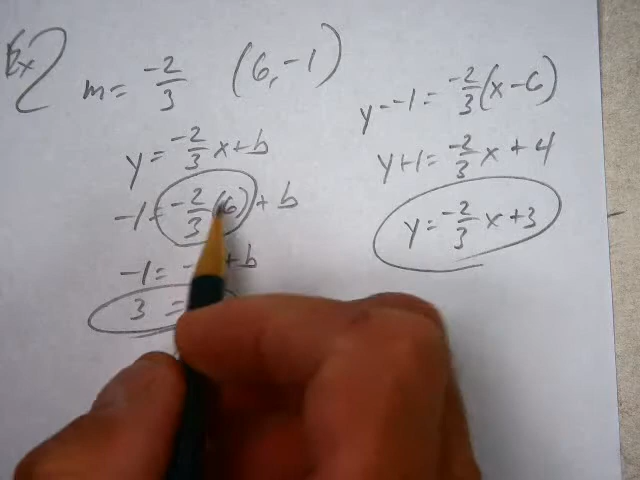 Ex 2
m = -2/3 (6, -1)
y = -2/3 x + b
-1 = -2/3 (6) + b
-1 = - + b
3 =
y - -1 = -2/3 (x - 6)
y + 1 = -2/3 x + 4
y = -2/3 x + 3